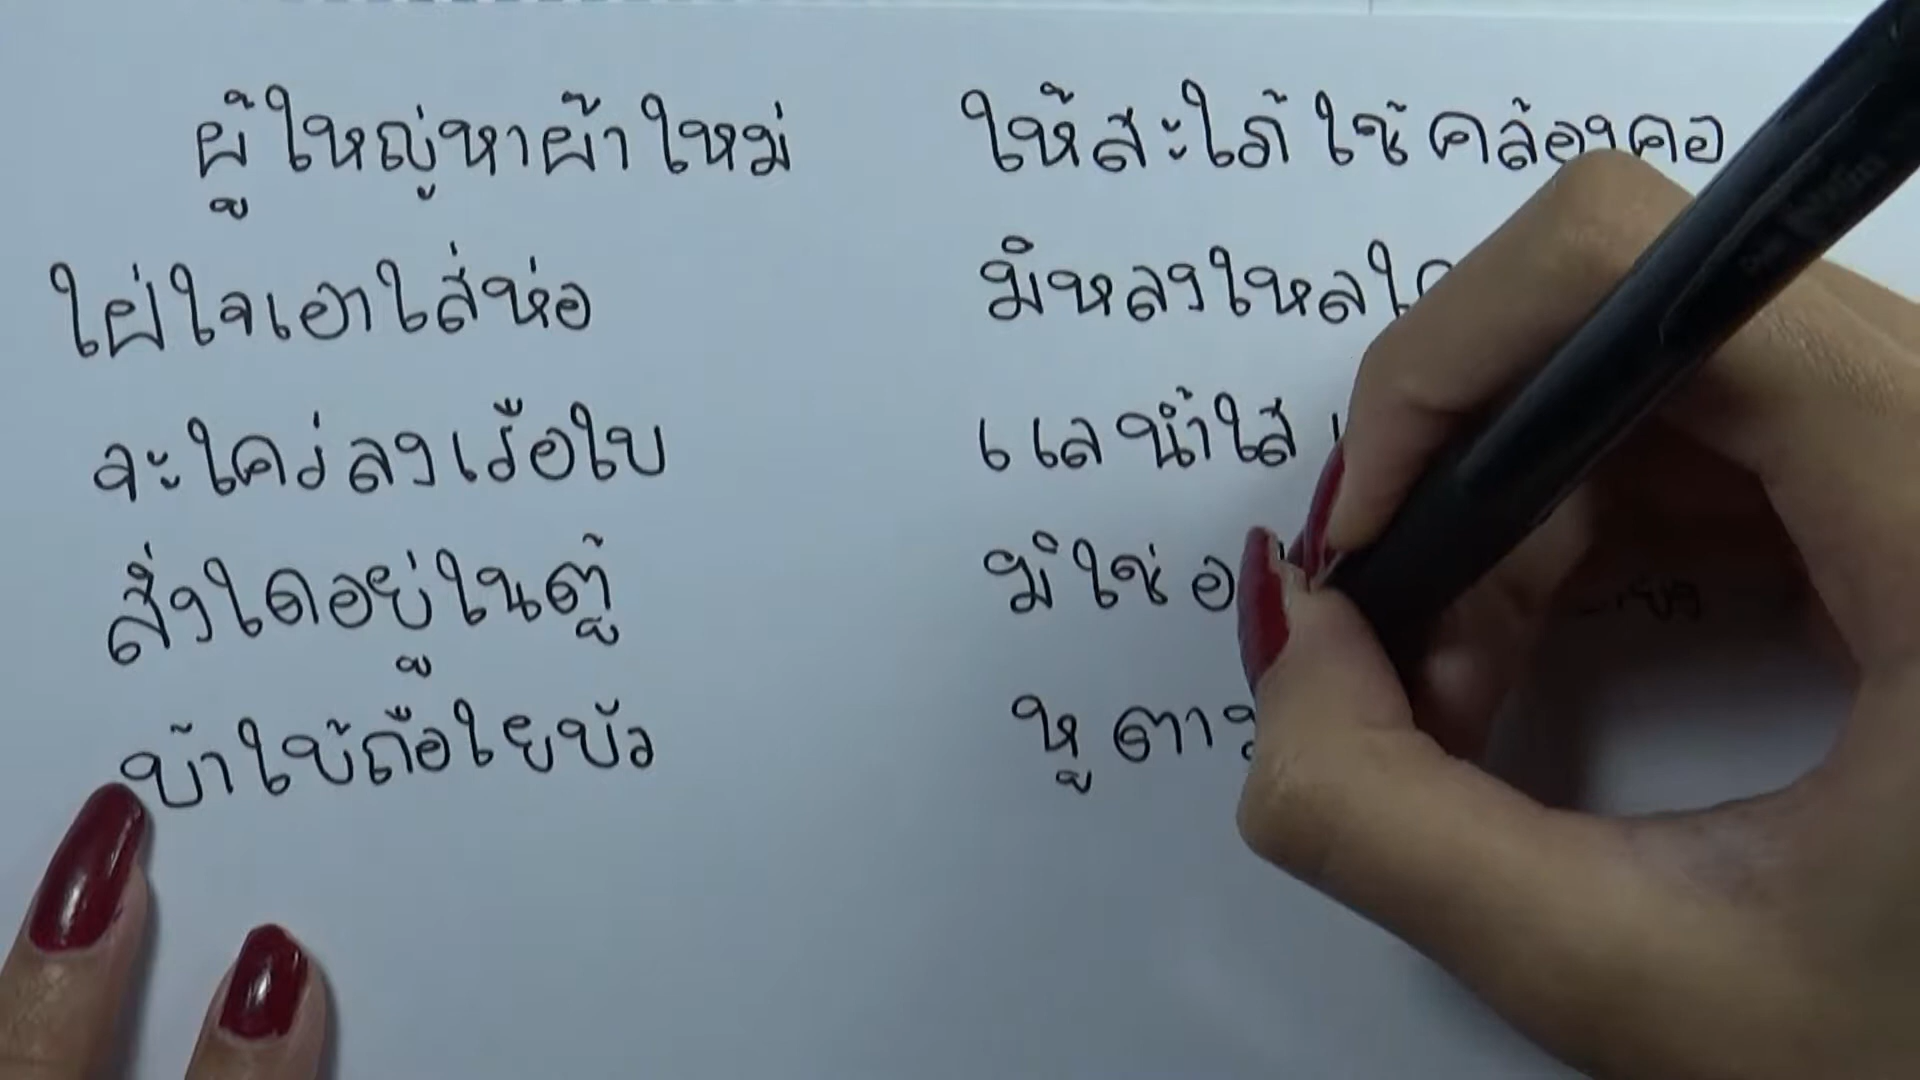 ผู้ใหญ่หาผ้าใหม่ ให้สะใภ้ใช้คล้องคอ
ใฝ่ใจเอาใส่ห่อ มิหลงใหล
จะใคร่ลงเรือใบ แลน้ำใส
สิ่งใดอยู่ในตู้ มิใช่
บ้าใบ้ถือใยบัว หูตา